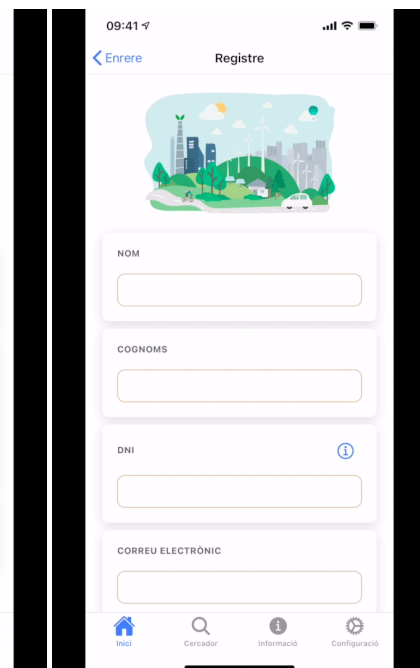 09:41
Enrere
Registre
NOM
COGNOMS
DNI
CORREU ELECTRÒNIC
Inici
Cercador
Informació
Configuració